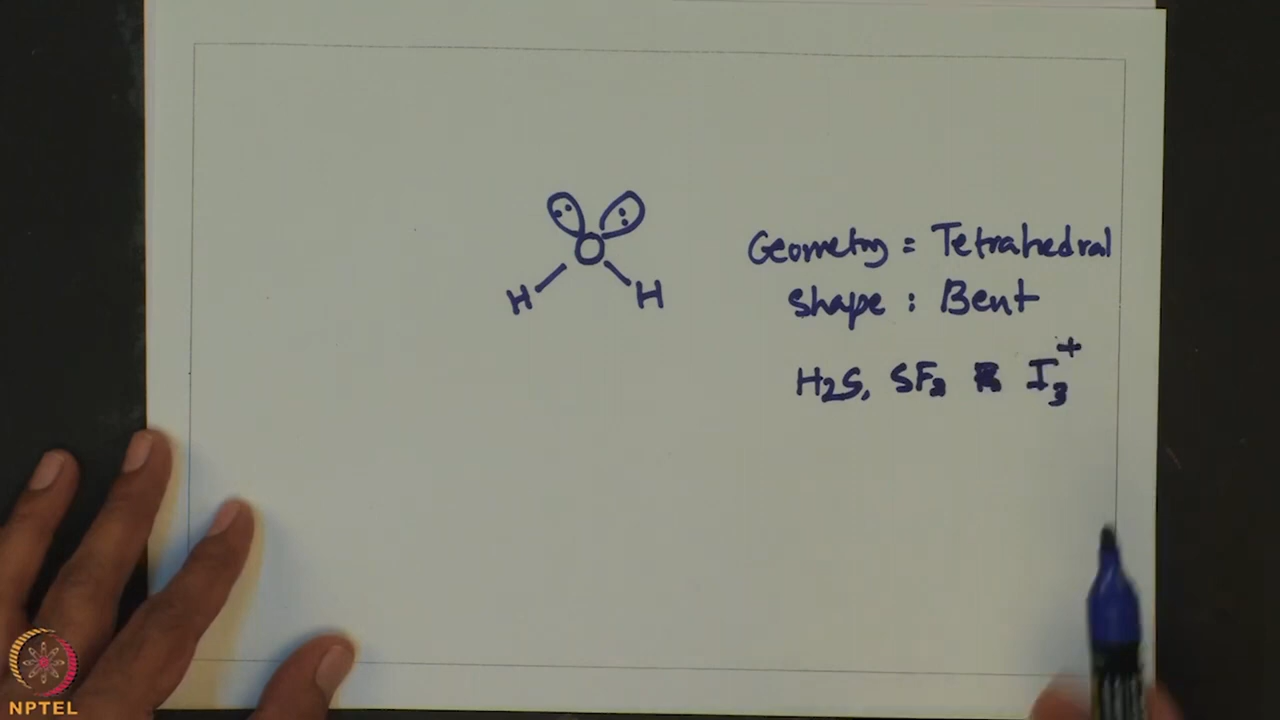 O
H H
Geometry = Tetrahedral
shape : Bent
H2S, SF2 I3+
NPTEL